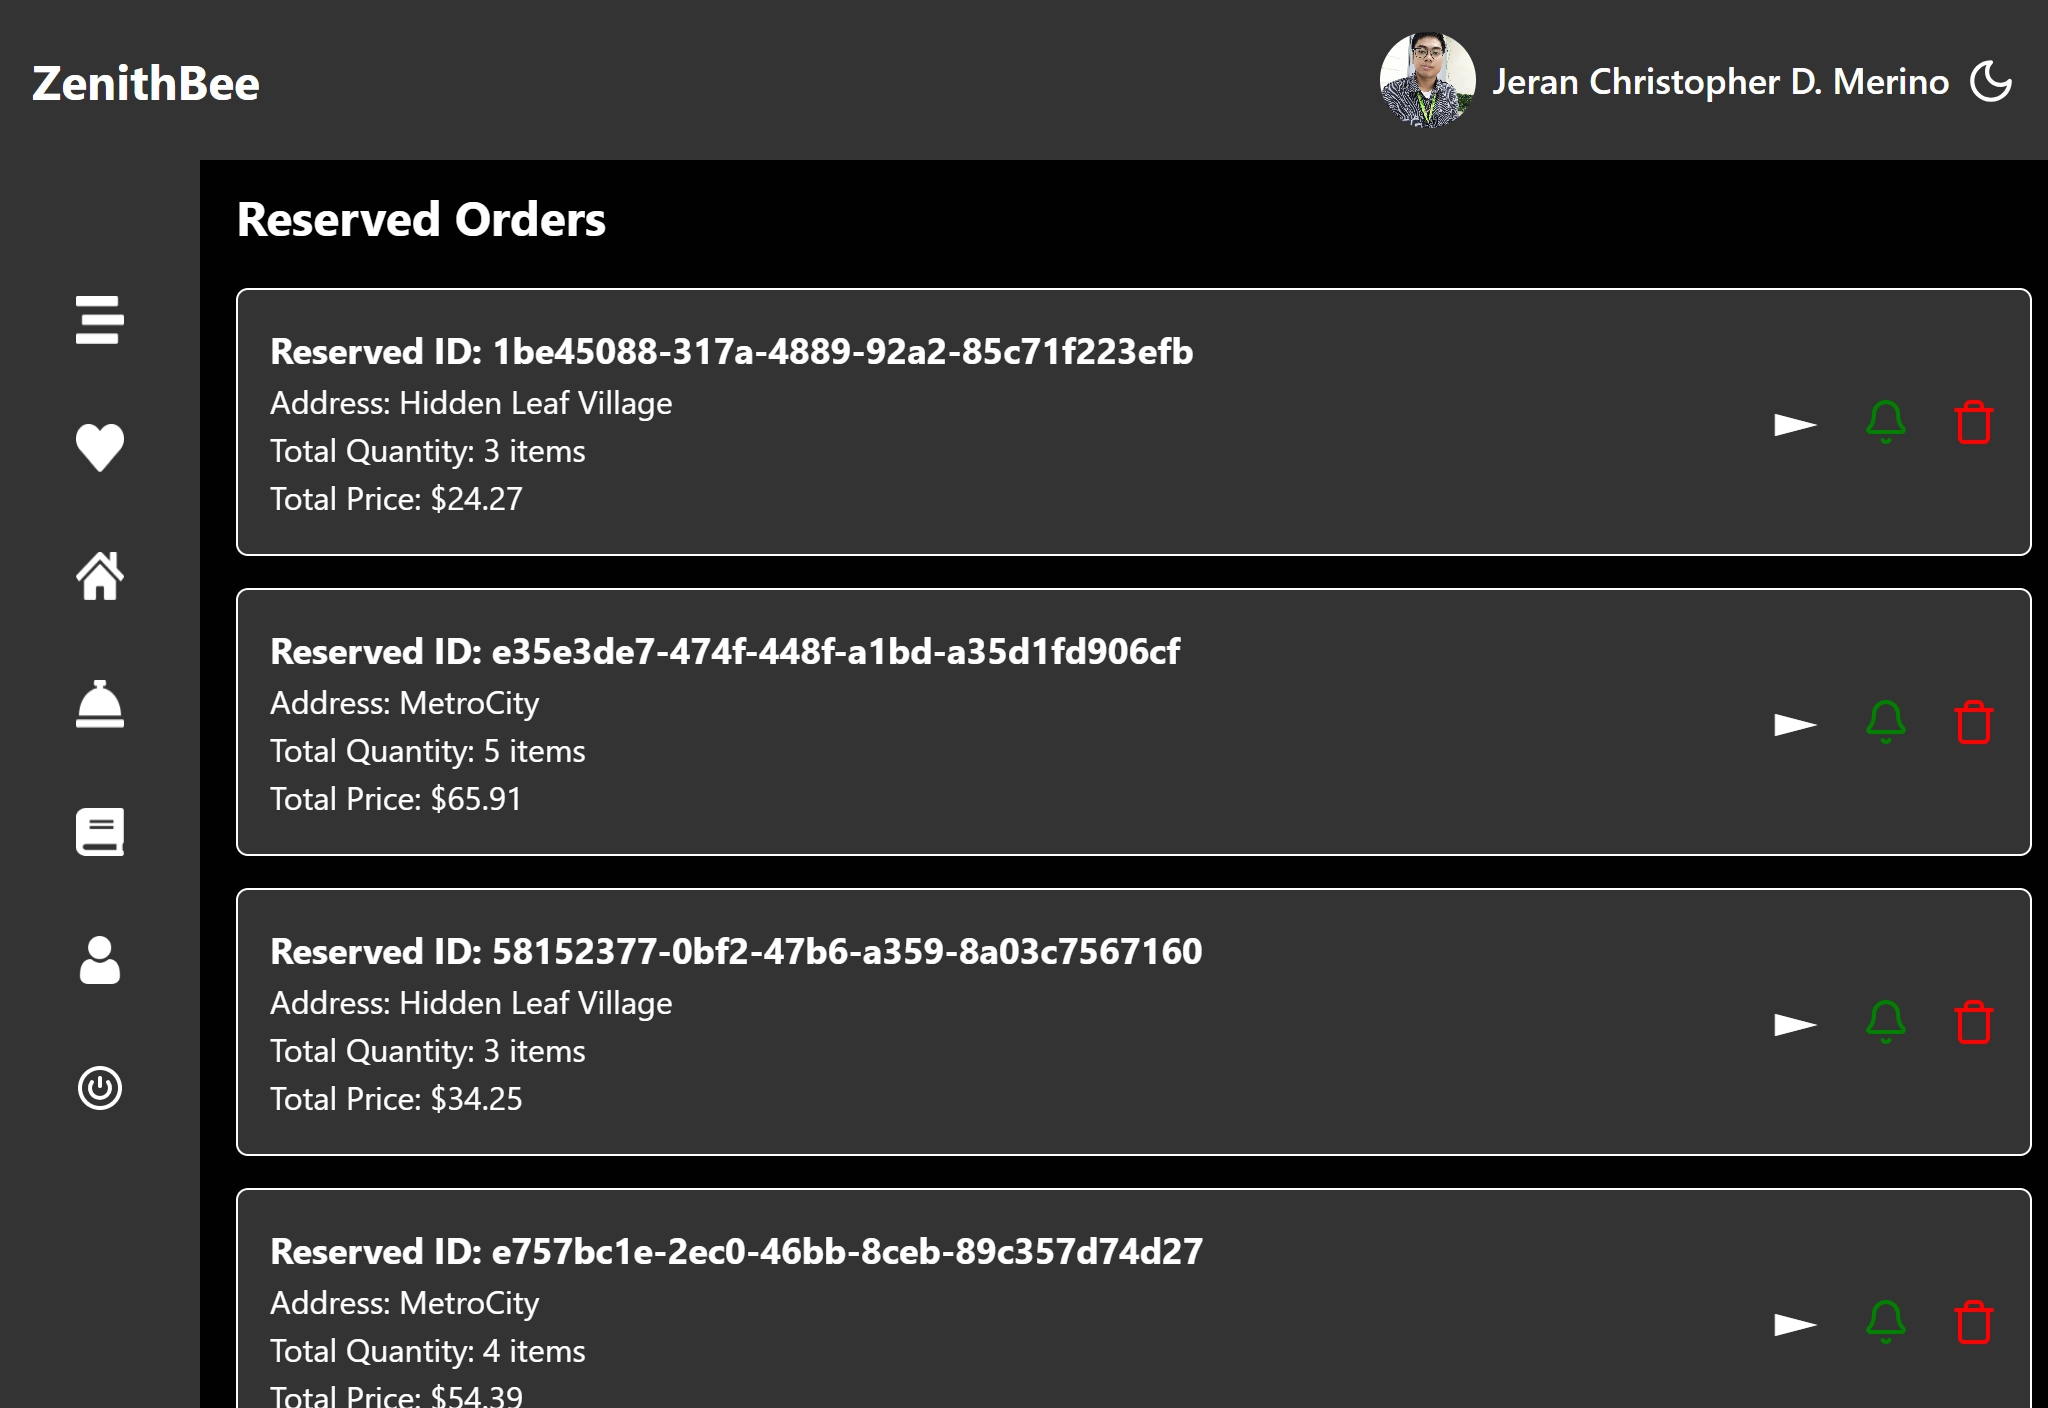 ZenithBee
Jeran Christopher D. Merino
Reserved Orders
Reserved ID: 1be45088-317a-4889-92a2-85c71f223efb
Address: Hidden Leaf Village
Total Quantity: 3 items
Total Price: $24.27
Reserved ID: e35e3de7-474f-448f-a1bd-a35d1fd906cf
Address: MetroCity
Total Quantity: 5 items
Total Price: $65.91
Reserved ID: 58152377-0bf2-47b6-a359-8a03c7567160
Address: Hidden Leaf Village
Total Quantity: 3 items
Total Price: $34.25
Reserved ID: e757bc1e-2ec0-46bb-8ceb-89c357d74d27
Address: MetroCity
Total Quantity: 4 items
Total Price: $54.39